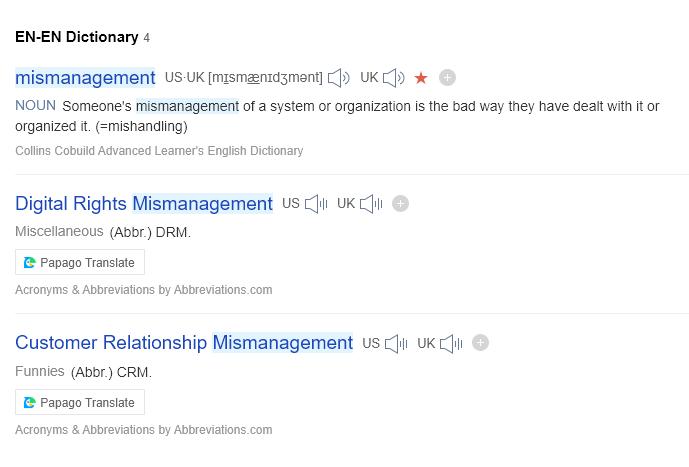 EN-EN Dictionary 4
mismanagement US·UK [mɪsmænɪdʒmənt] UK
NOUN Someone's mismanagement of a system or organization is the bad way they have dealt with it or
organized it. (=mishandling)
Collins Cobuild Advanced Learner's English Dictionary
Digital Rights Mismanagement US UK
Miscellaneous (Abbr.) DRM.
Papago Translate
Acronyms & Abbreviations by Abbreviations.com
Customer Relationship Mismanagement US UK
Funnies (Abbr.) CRM.
Papago Translate
Acronyms & Abbreviations by Abbreviations.com